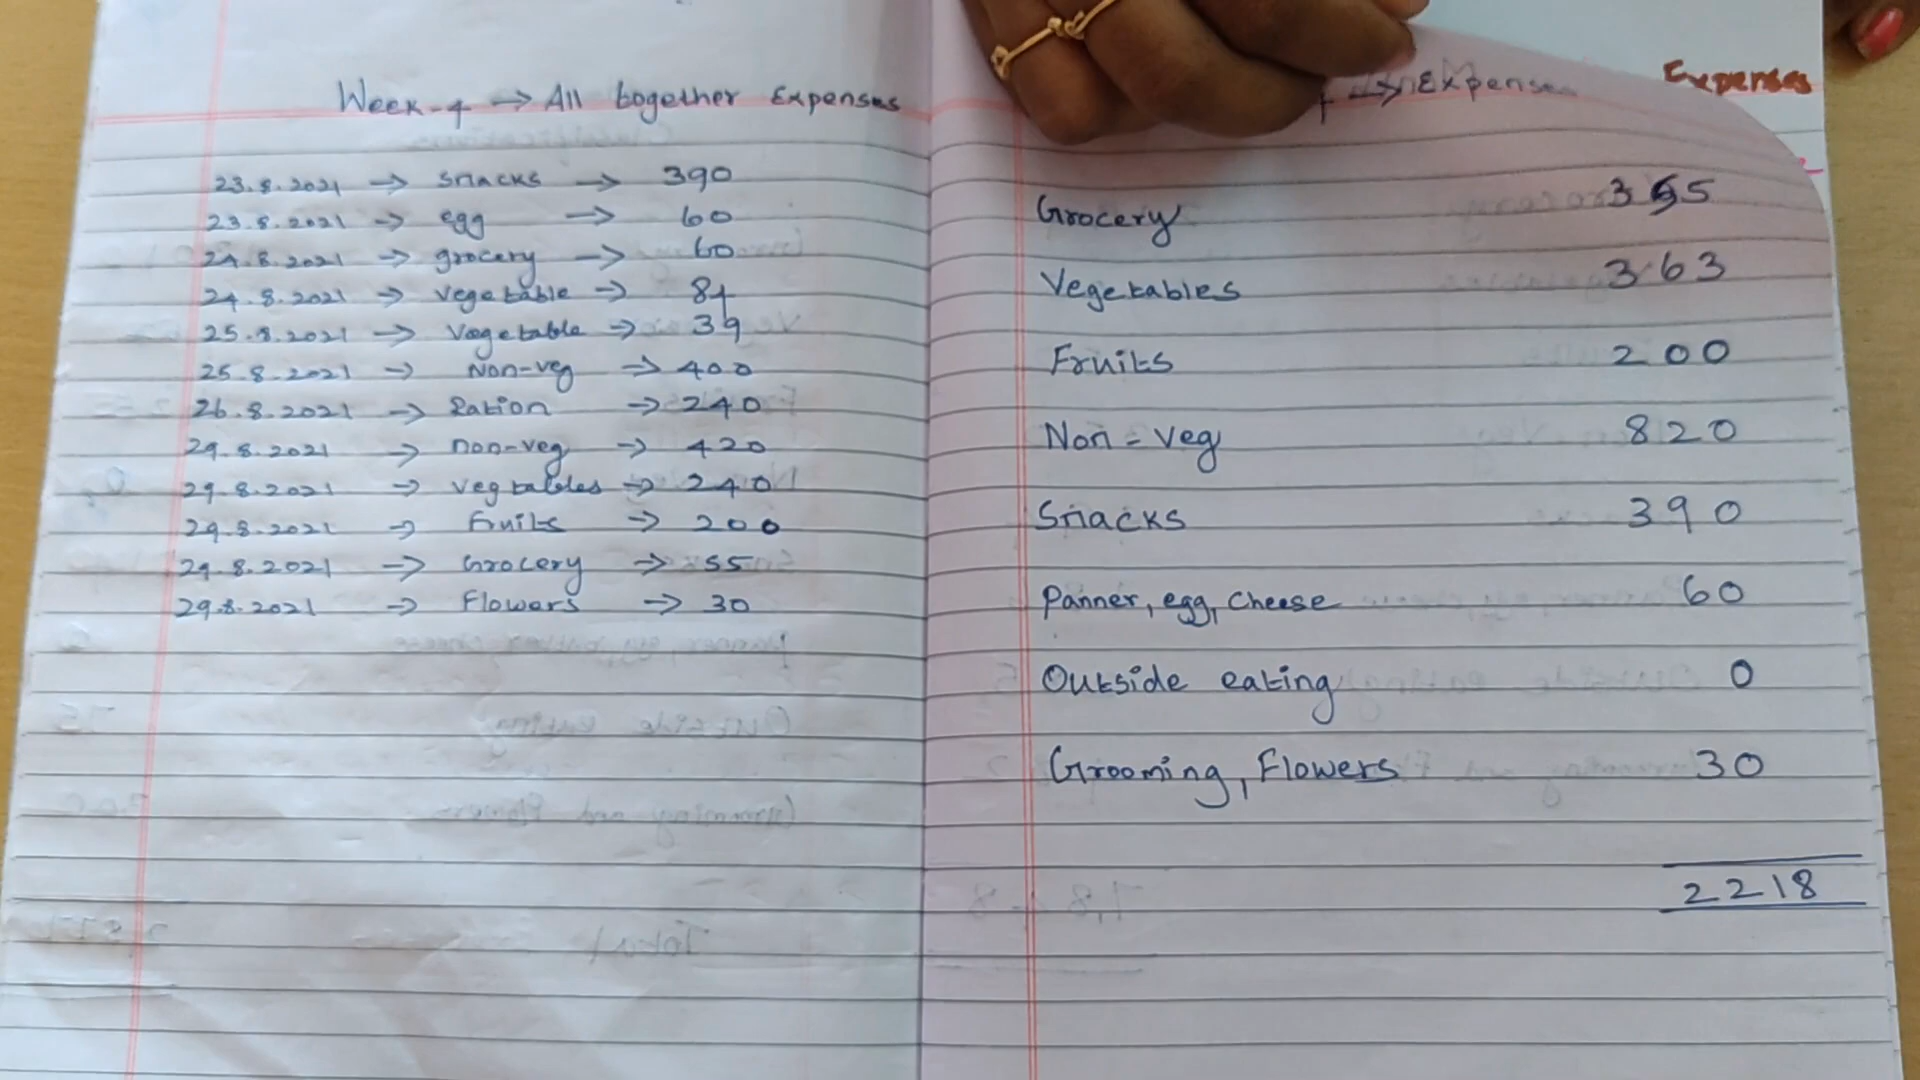 Week-4 → All together Expenses
23.8.2021 → snacks → 390
23.8.2021 → egg → 60
24.8.2021 → grocery → 60
24.8.2021 → vegetable → 84
25.8.2021 → Vegetable → 39
25.8.2021 → Non-veg → 400
26.8.2021 → Ration → 240
29.8.2021 → non-veg → 420
29.8.2021 → vegtables → 240
29.8.2021 → Fruits → 200
29.8.2021 → Grocery → 55
29.8.2021 → Flowers → 30
→ Expenses
Grocery 355
Vegetables 363
Fruits 200
Non-veg 820
Snacks 390
Panner, egg, cheese 60
Outside eating 0
Grooming, Flowers 30
2218
Expenses